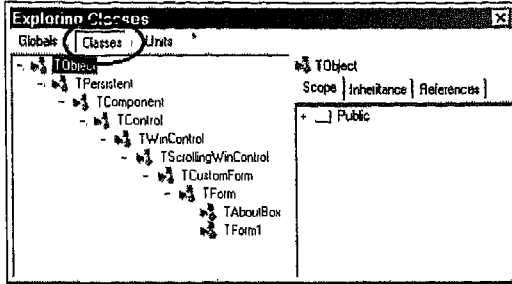 Exploring Classes
Globals Classes Units
TObject
TPersistent
TComponent
TControl
TWinControl
TScrollingWinControl
TCustomForm
TForm
TAboutBox
TForm1
TObject
Scope Inheritance References
Public